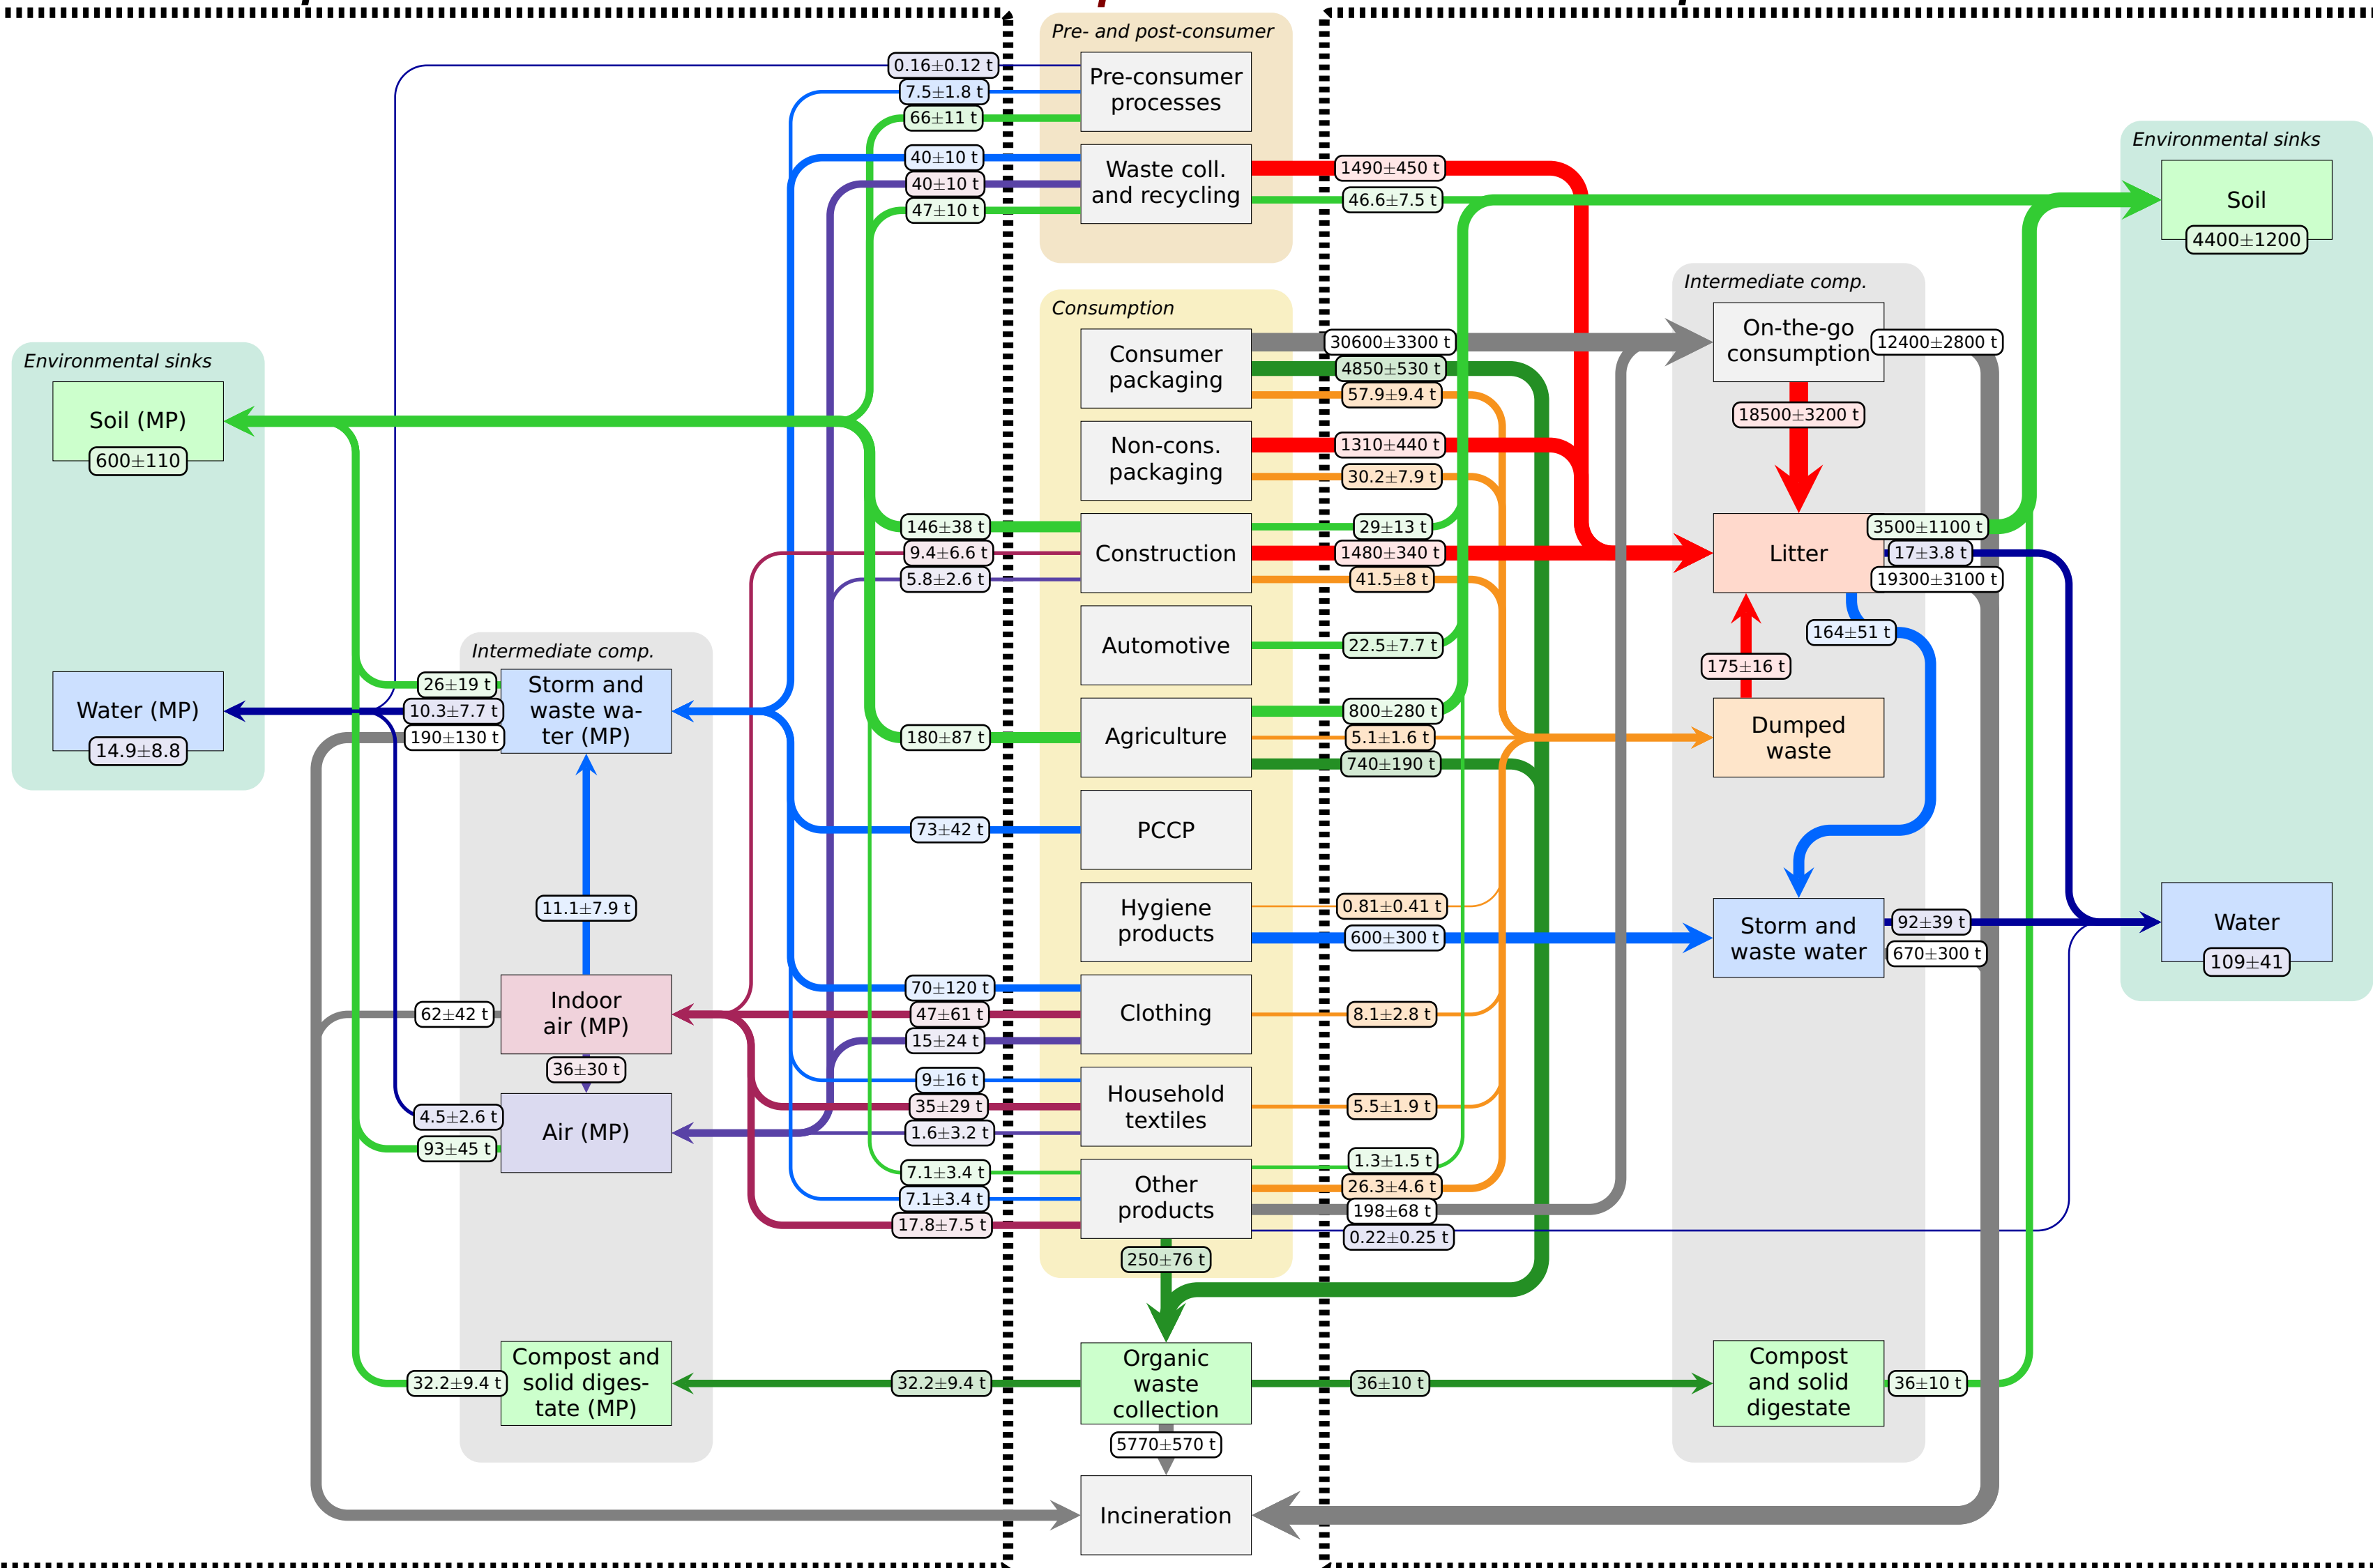 Pre- and post-consumer
Pre-consumer
processes
Waste coll.
and recycling
0.16±0.12 t
7.5±1.8 t
66±11 t
40±10 t
40±10 t
47±10 t
1490±450 t
46.6±7.5 t
Environmental sinks
Soil
4400±1200
Water
109±41
Environmental sinks
Soil (MP)
600±110
Water (MP)
14.9±8.8
Consumption
Consumer
packaging
Non-cons.
packaging
Construction
Automotive
Agriculture
PCCP
Hygiene
products
Clothing
Household
textiles
Other
products
250±76 t
Organic
waste
collection
5770±570 t
Incineration
146±38 t
9.4±6.6 t
5.8±2.6 t
180±87 t
73±42 t
70±120 t
47±61 t
15±24 t
9±16 t
35±29 t
1.6±3.2 t
7.1±3.4 t
7.1±3.4 t
17.8±7.5 t
32.2±9.4 t
30600±3300 t
4850±530 t
57.9±9.4 t
1310±440 t
30.2±7.9 t
29±13 t
1480±340 t
41.5±8 t
22.5±7.7 t
800±280 t
5.1±1.6 t
740±190 t
0.81±0.41 t
600±300 t
8.1±2.8 t
5.5±1.9 t
1.3±1.5 t
26.3±4.6 t
198±68 t
0.22±0.25 t
36±10 t
Intermediate comp.
Storm and
waste wa-
ter (MP)
26±19 t
10.3±7.7 t
190±130 t
11.1±7.9 t
Indoor
air (MP)
62±42 t
36±30 t
Air (MP)
4.5±2.6 t
93±45 t
Compost and
solid diges-
tate (MP)
32.2±9.4 t
Intermediate comp.
On-the-go
consumption
12400±2800 t
18500±3200 t
Litter
3500±1100 t
17±3.8 t
19300±3100 t
164±51 t
175±16 t
Dumped
waste
Storm and
waste water
92±39 t
670±300 t
Compost
and solid
digestate
36±10 t